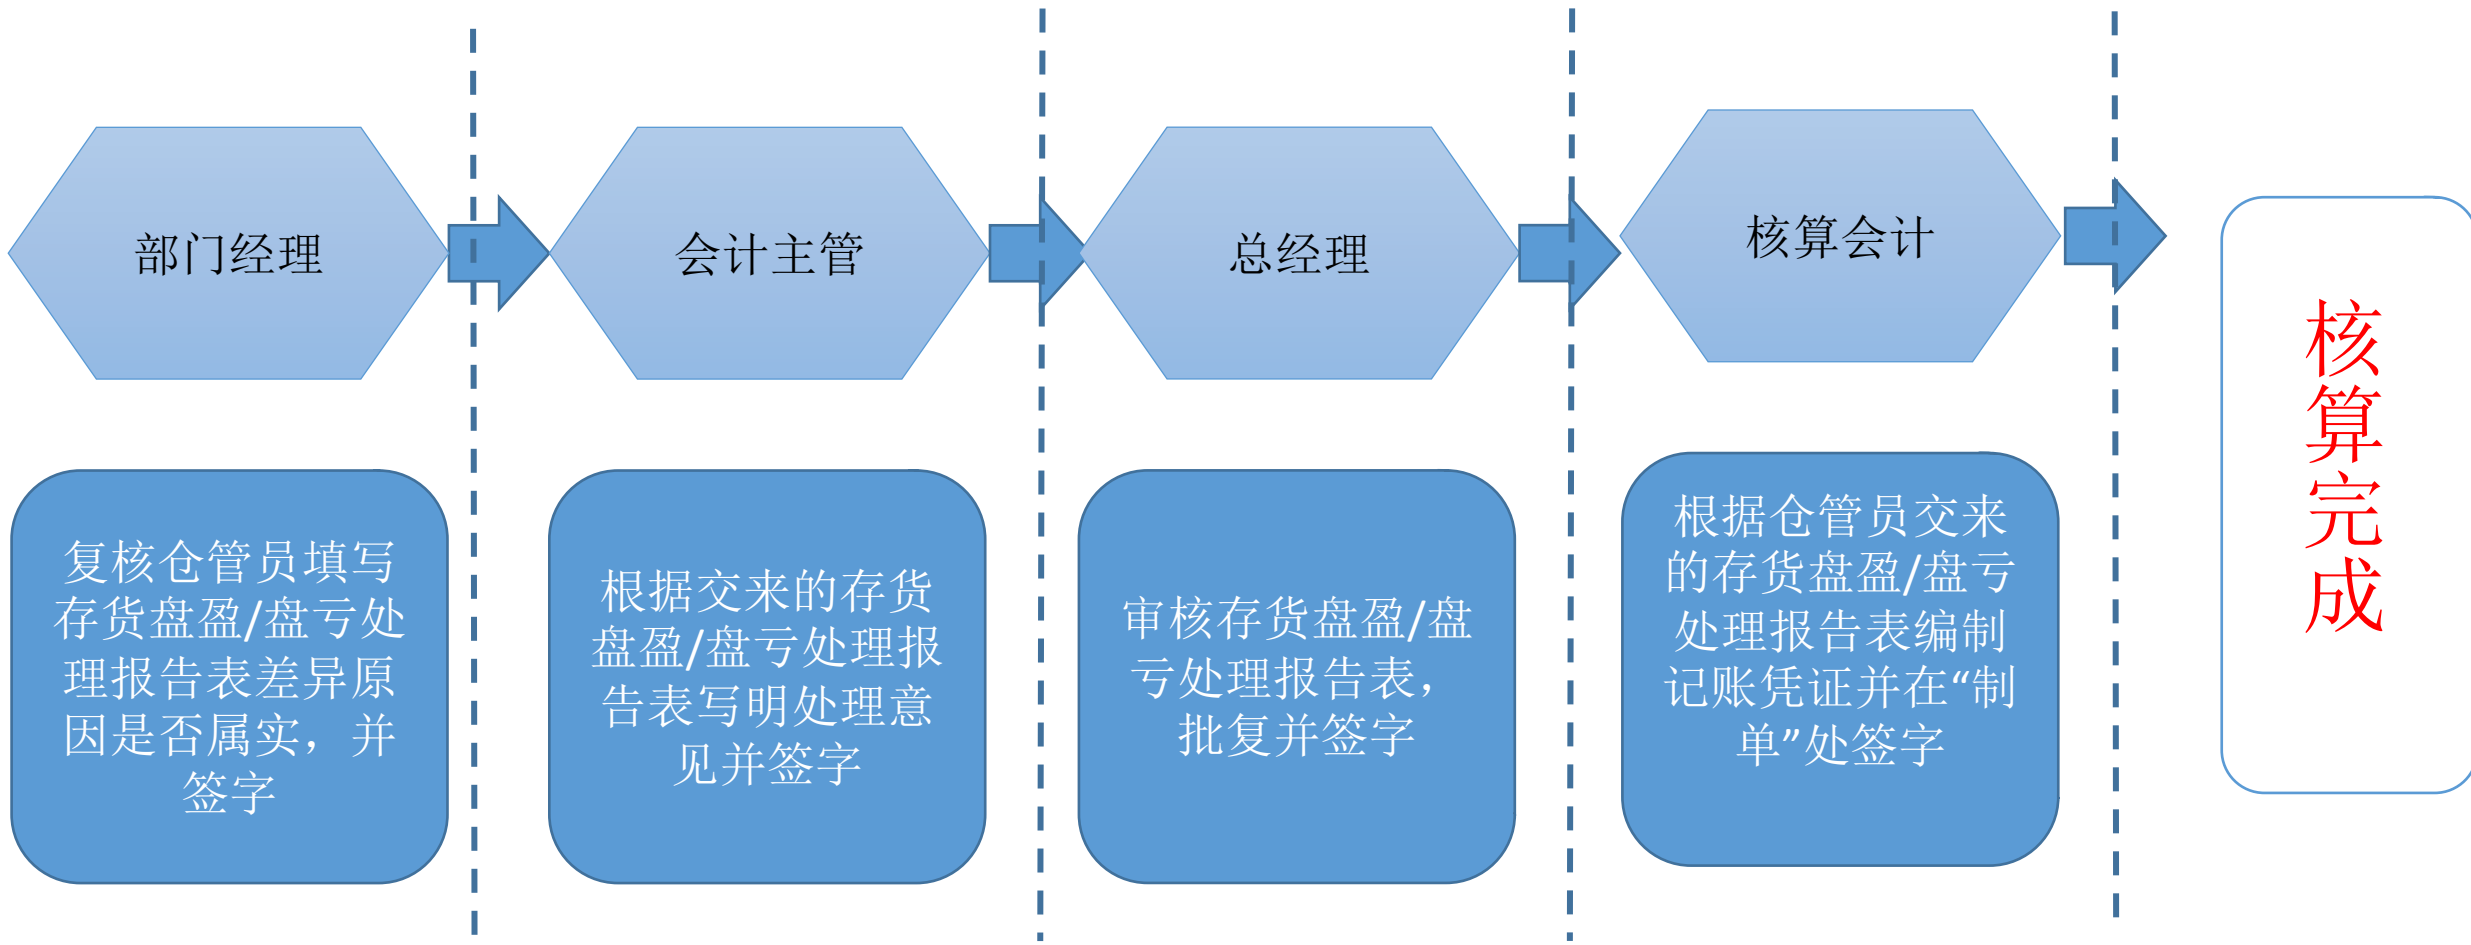 部门经理
会计主管
总经理
核算会计
复核仓管员填写
存货盘盈/盘亏处
理报告表差异原
因是否属实，并
签字
根据交来的存货
盘盈/盘亏处理报
告表写明处理意
见并签字
审核存货盘盈/盘
亏处理报告表，
批复并签字
根据仓管员交来
的存货盘盈/盘亏
处理报告表编制
记账凭证并在“制
单”处签字
核算完成